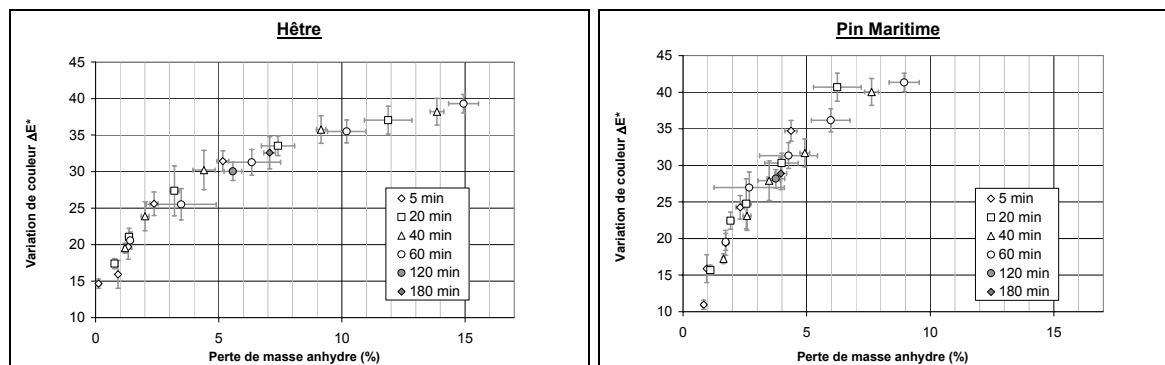 Hêtre
Variation de couleur ΔE*
45
40
35
30
25
20
15
10
0
5
10
15
Perte de masse anhydre (%)
5 min
20 min
40 min
60 min
120 min
180 min
Pin Maritime
Variation de couleur ΔE*
45
40
35
30
25
20
15
10
0
5
10
15
Perte de masse anhydre (%)
5 min
20 min
40 min
60 min
120 min
180 min